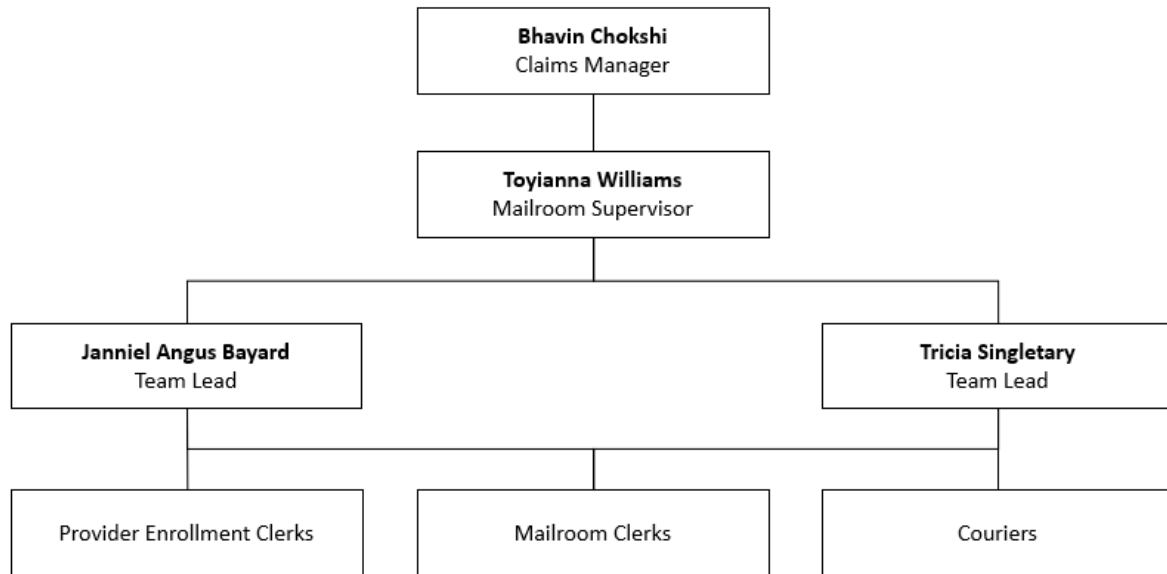 Bhavin Chokshi
Claims Manager
Toyianna Williams
Mailroom Supervisor
Janniel Angus Bayard
Team Lead
Tricia Singletary
Team Lead
Provider Enrollment Clerks
Mailroom Clerks
Couriers